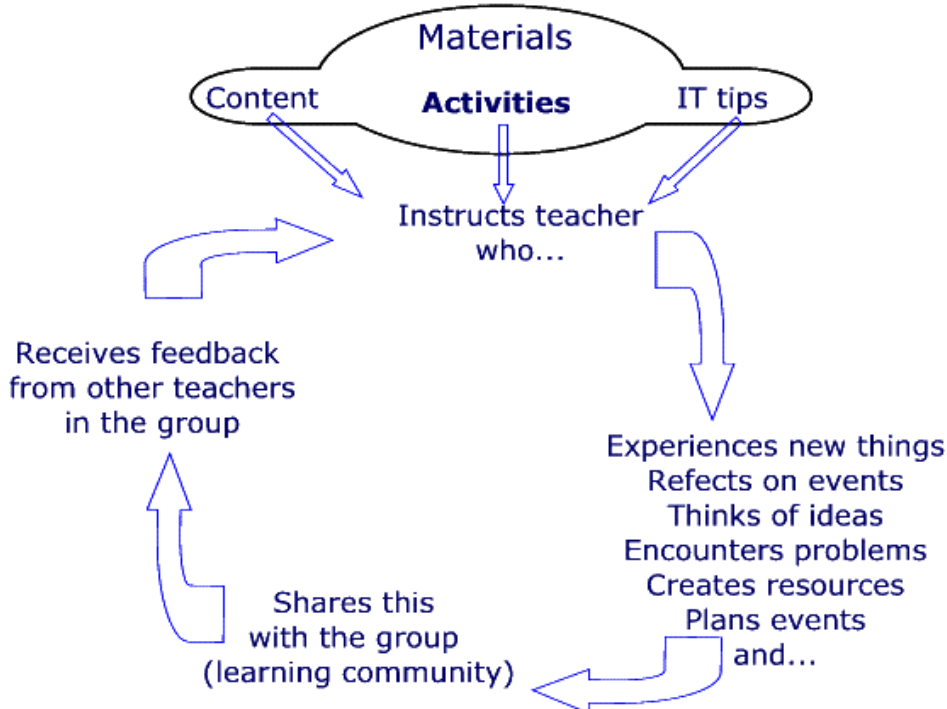 Materials
Content
Activities
IT tips
Instructs teacher
who...
Experiences new things
Refects on events
Thinks of ideas
Encounters problems
Creates resources
Plans events
and...
Shares this
with the group
(learning community)
Receives feedback
from other teachers
in the group